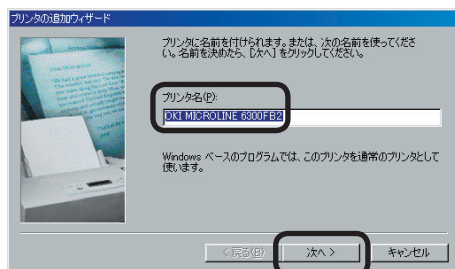 プリンタの追加ウィザード
プリンタに名前を付けられます。または、次の名前を使ってくださ
い。名前を決めたら、[次へ] をクリックしてください。
プリンタ名(P):
OKI MICROLINE 6300FB2
Windows ベースのプログラムでは、このプリンタを通常のプリンタとして
使います。
< 戻る(B)
次へ >
キャンセル